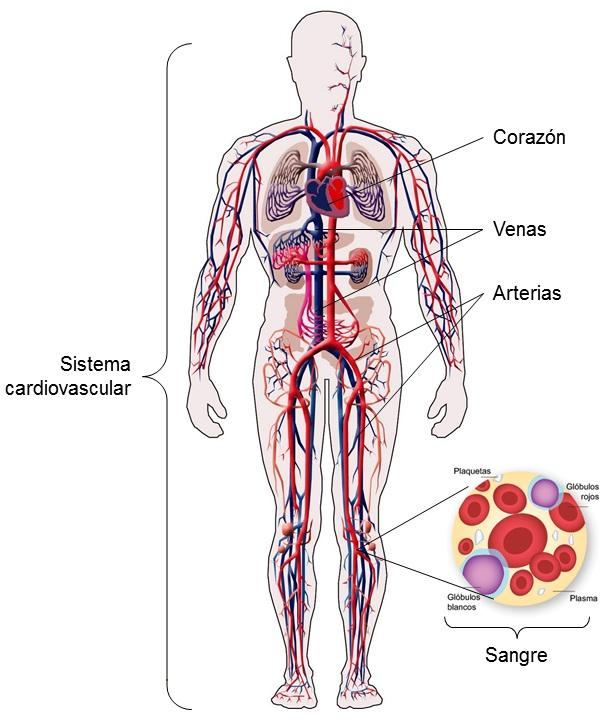 Corazón
Venas
Arterias
Sistema
cardiovascular
Plaquetas
Glóbulos
rojos
Glóbulos
blancos
Plasma
Sangre